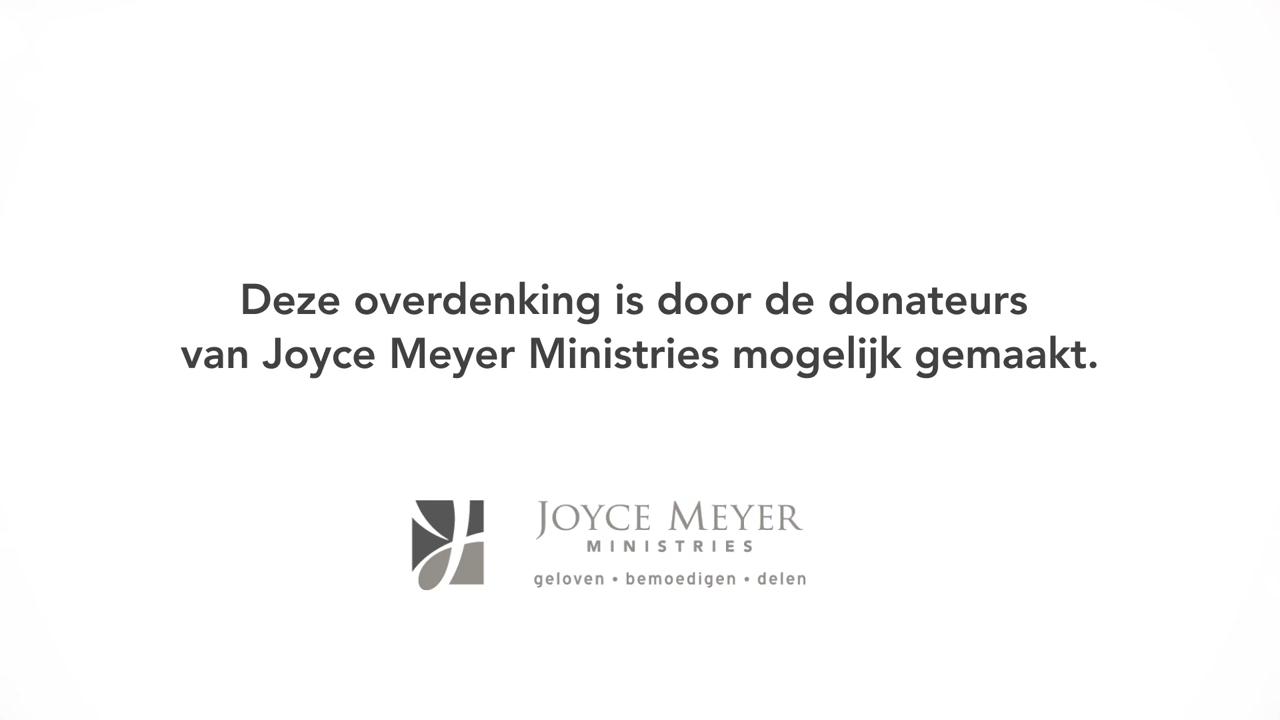 Deze overdenking is door de donateurs
van Joyce Meyer Ministries mogelijk gemaakt.
JOYCE MEYER
MINISTRIES
geloven • bemoedigen • delen